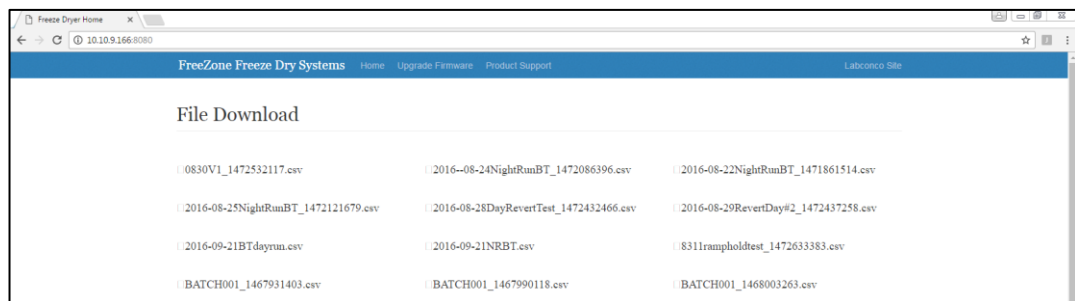 Freeze Dryer Home
10.10.9.166:8080
FreeZone Freeze Dry Systems Home Upgrade Firmware Product Support Labconco Site
File Download
0830V1_1472532117.csv 2016--08-24NightRunBT_1472086396.csv 2016-08-22NightRunBT_1471861514.csv
2016-08-25NightRunBT_1472121679.csv 2016-08-28DayRevertTest_1472432466.csv 2016-08-29RevertDay#2_1472437258.csv
2016-09-21BTdayrun.csv 2016-09-21NRBT.csv 8311rampholdtest_1472633383.csv
BATCH001_1467931403.csv BATCH001_1467990118.csv BATCH001_1468003263.csv